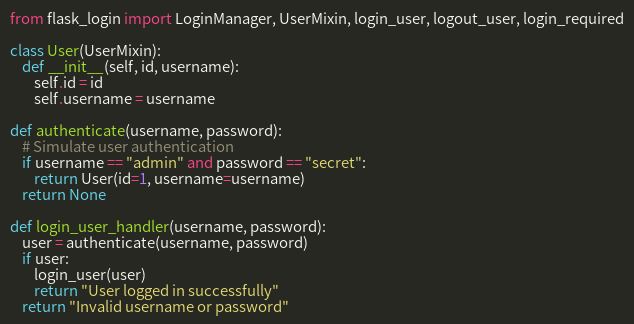 from flask_login import LoginManager, UserMixin, login_user, logout_user, login_required

class User(UserMixin):
    def __init__(self, id, username):
        self.id = id
        self.username = username

def authenticate(username, password):
    # Simulate user authentication
    if username == "admin" and password == "secret":
        return User(id=1, username=username)
    return None

def login_user_handler(username, password):
    user = authenticate(username, password)
    if user:
        login_user(user)
        return "User logged in successfully"
    return "Invalid username or password"